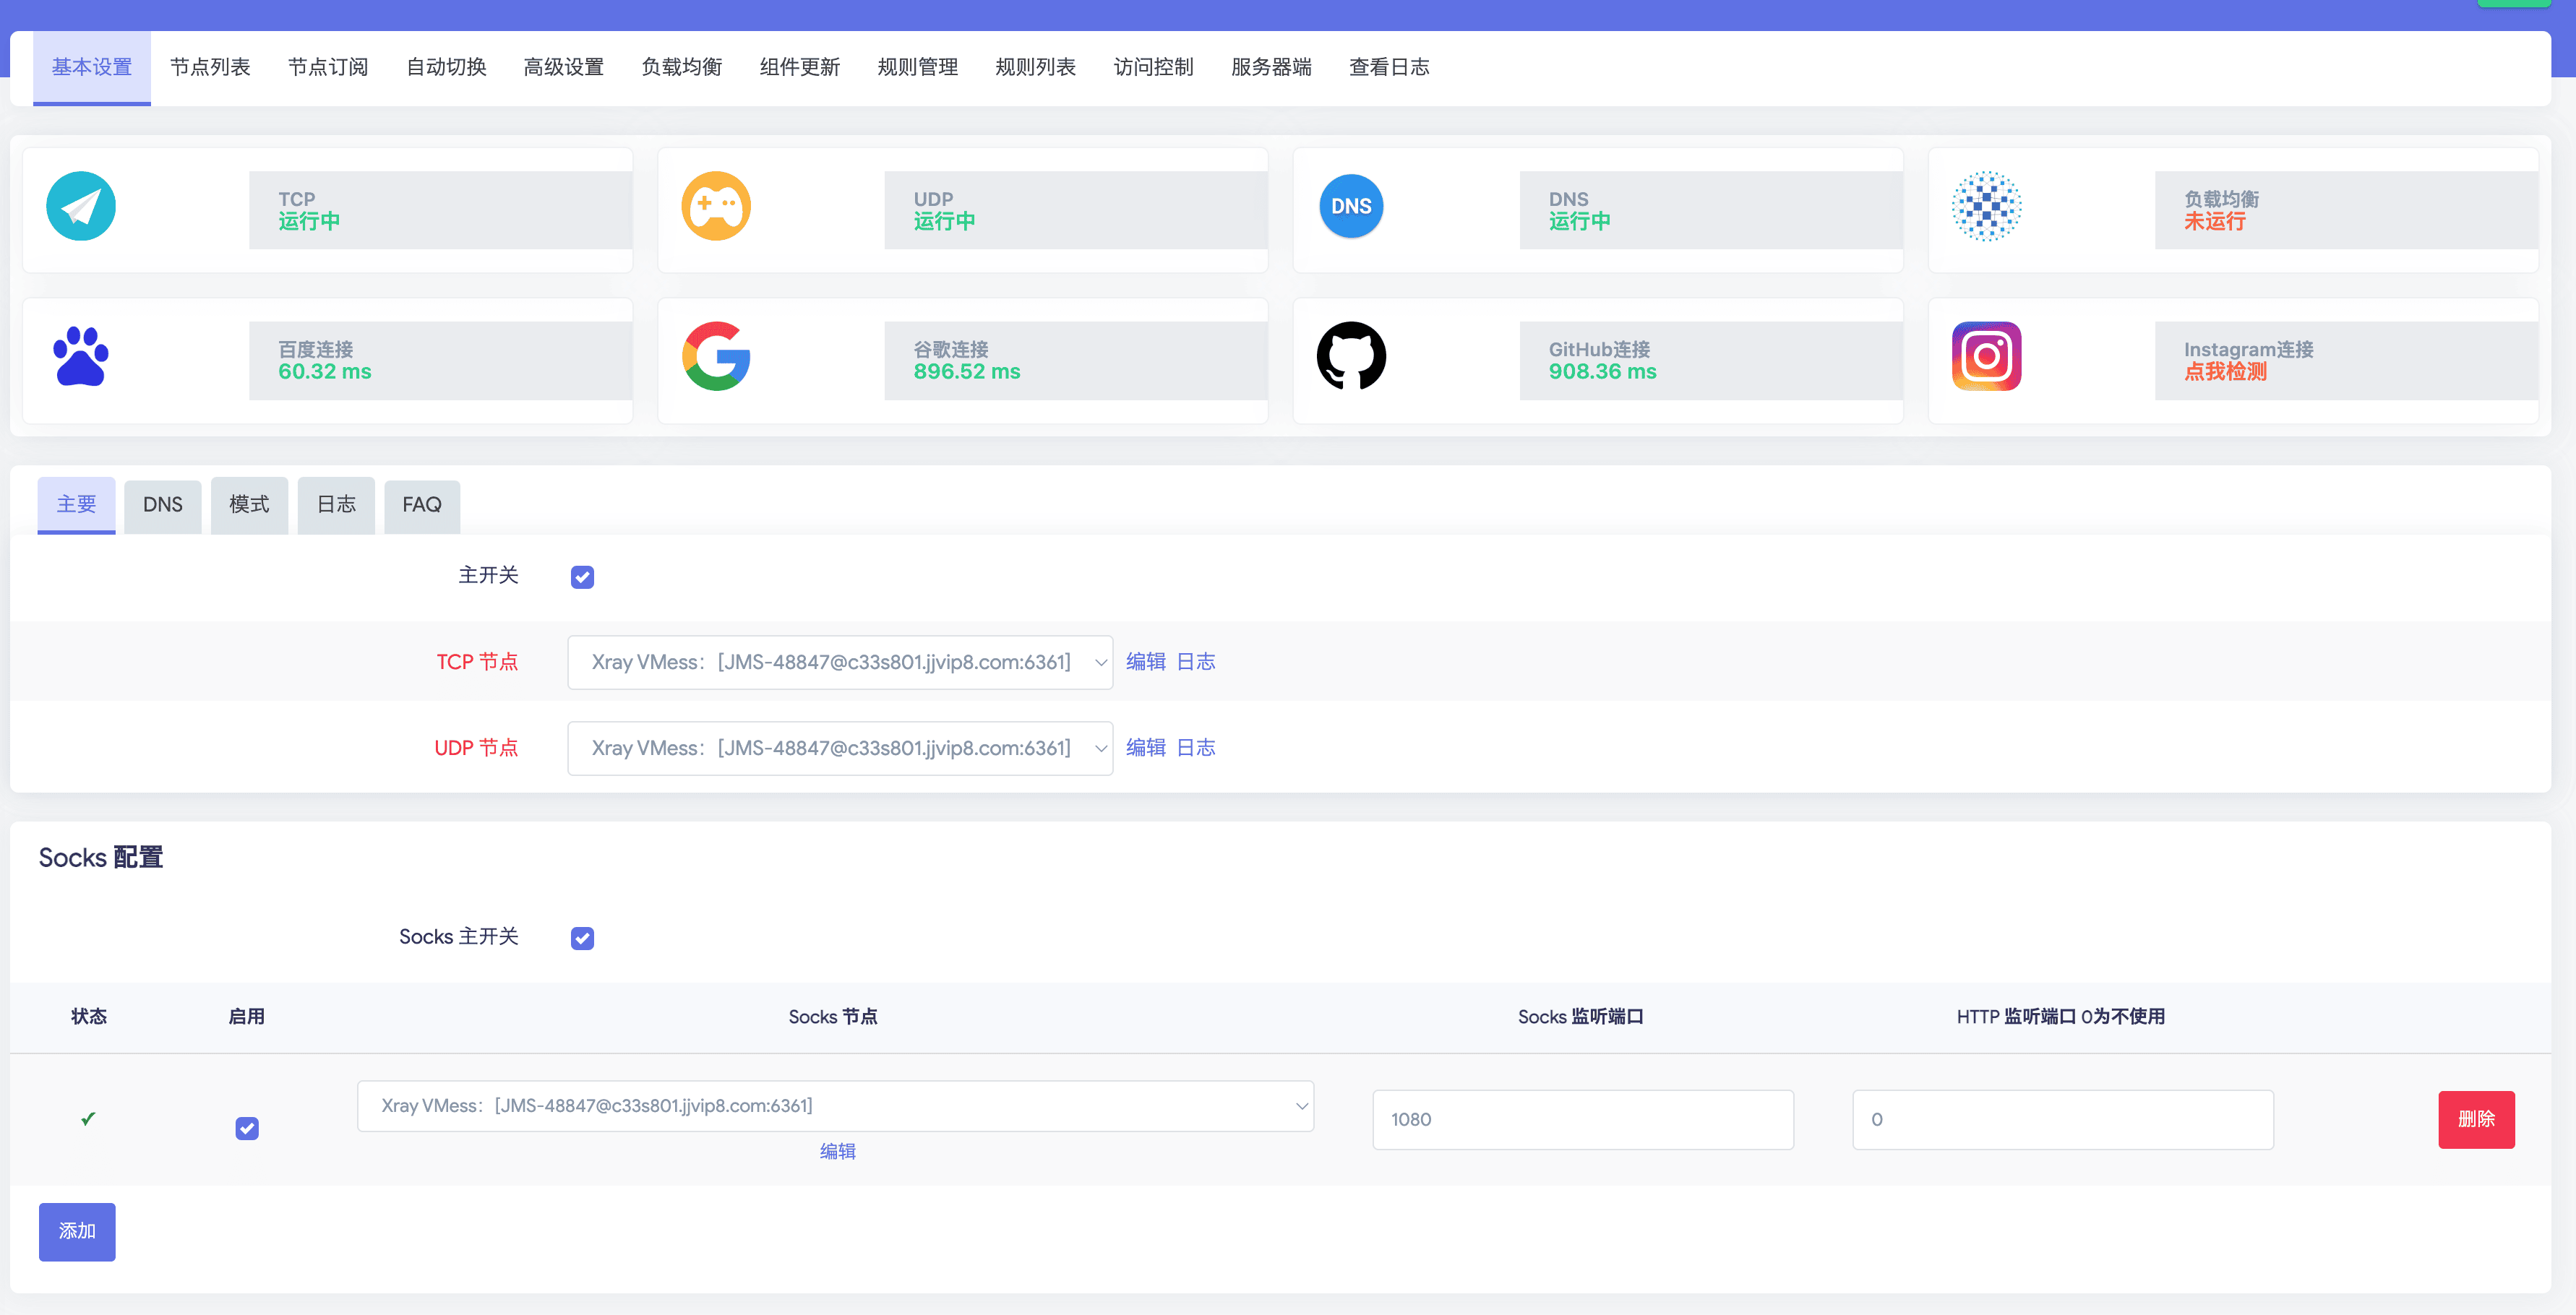 基本设置 节点列表 节点订阅 自动切换 高级设置 负载均衡 组件更新 规则管理 规则列表 访问控制 服务器端 查看日志
TCP
运行中
UDP
运行中
DNS
DNS
运行中
负载均衡
未运行
百度连接
60.32 ms
谷歌连接
896.52 ms
GitHub连接
908.36 ms
Instagram连接
点我检测
主要 DNS 模式 日志 FAQ
主开关
TCP 节点 Xray VMess：[JMS-48847@c33s801.jjvip8.com:6361] 编辑 日志
UDP 节点 Xray VMess：[JMS-48847@c33s801.jjvip8.com:6361] 编辑 日志
Socks 配置
Socks 主开关
状态 启用 Socks 节点 Socks 监听端口 HTTP 监听端口 0为不使用
Xray VMess：[JMS-48847@c33s801.jjvip8.com:6361] 1080 0 删除
编辑
添加